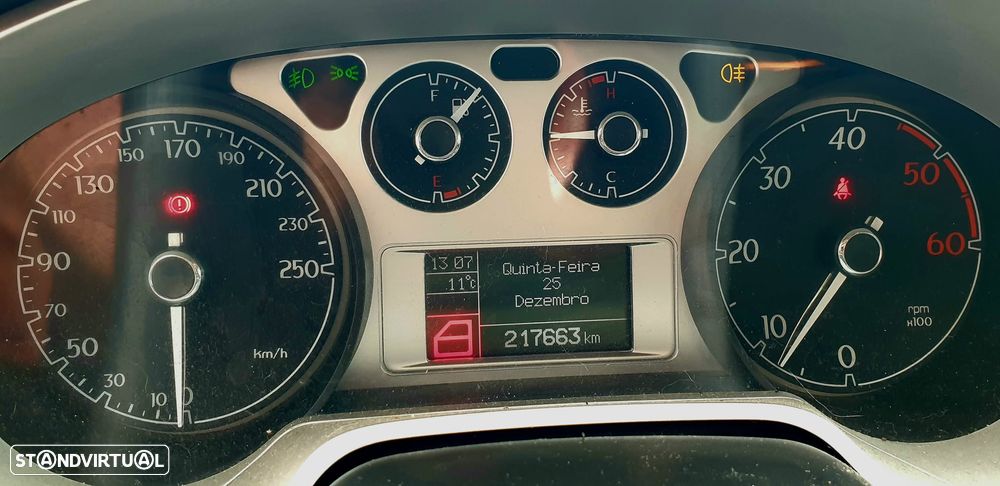 10
0
30
50
70
90
110
130
150
170
190
210
230
250
km/h
F
E
H
C
13 07
11°C
Quinta-Feira
25
Dezembro
217663 km
0
10
20
30
40
50
60
rpm
x100
STANDVIRTUAL